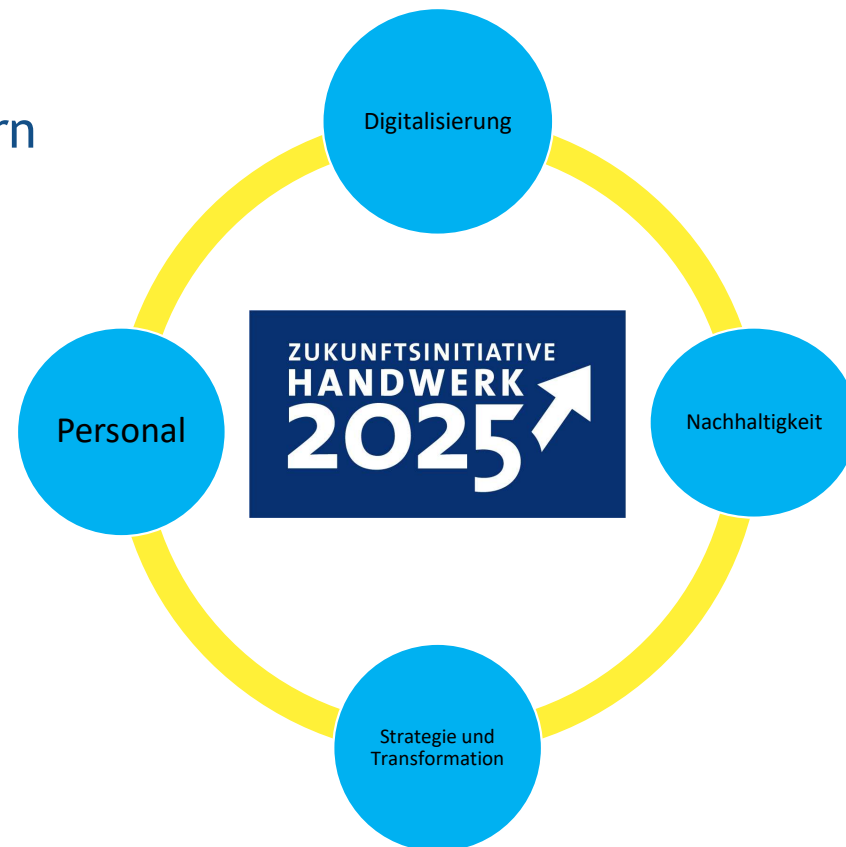 rn
Digitalisierung
ZUKUNFTSINITIATIVE
HANDWERK
2025
Personal
Nachhaltigkeit
Strategie und
Transformation